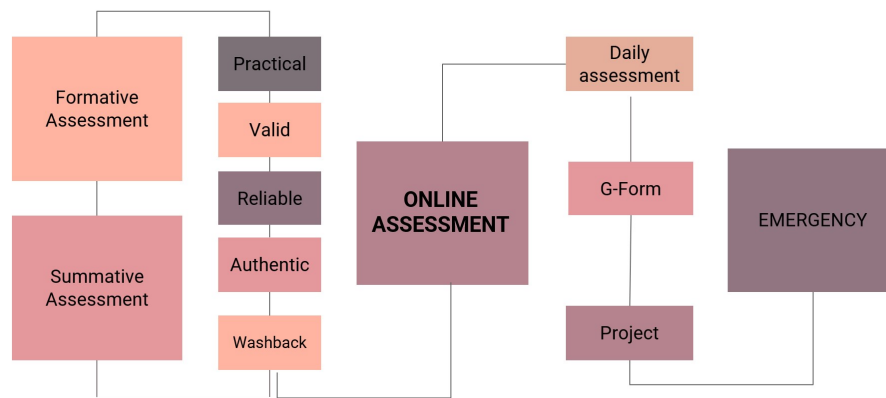 Formative
Assessment
Summative
Assessment
Practical
Valid
Reliable
Authentic
Washback
ONLINE
ASSESSMENT
Daily
assessment
G-Form
Project
EMERGENCY